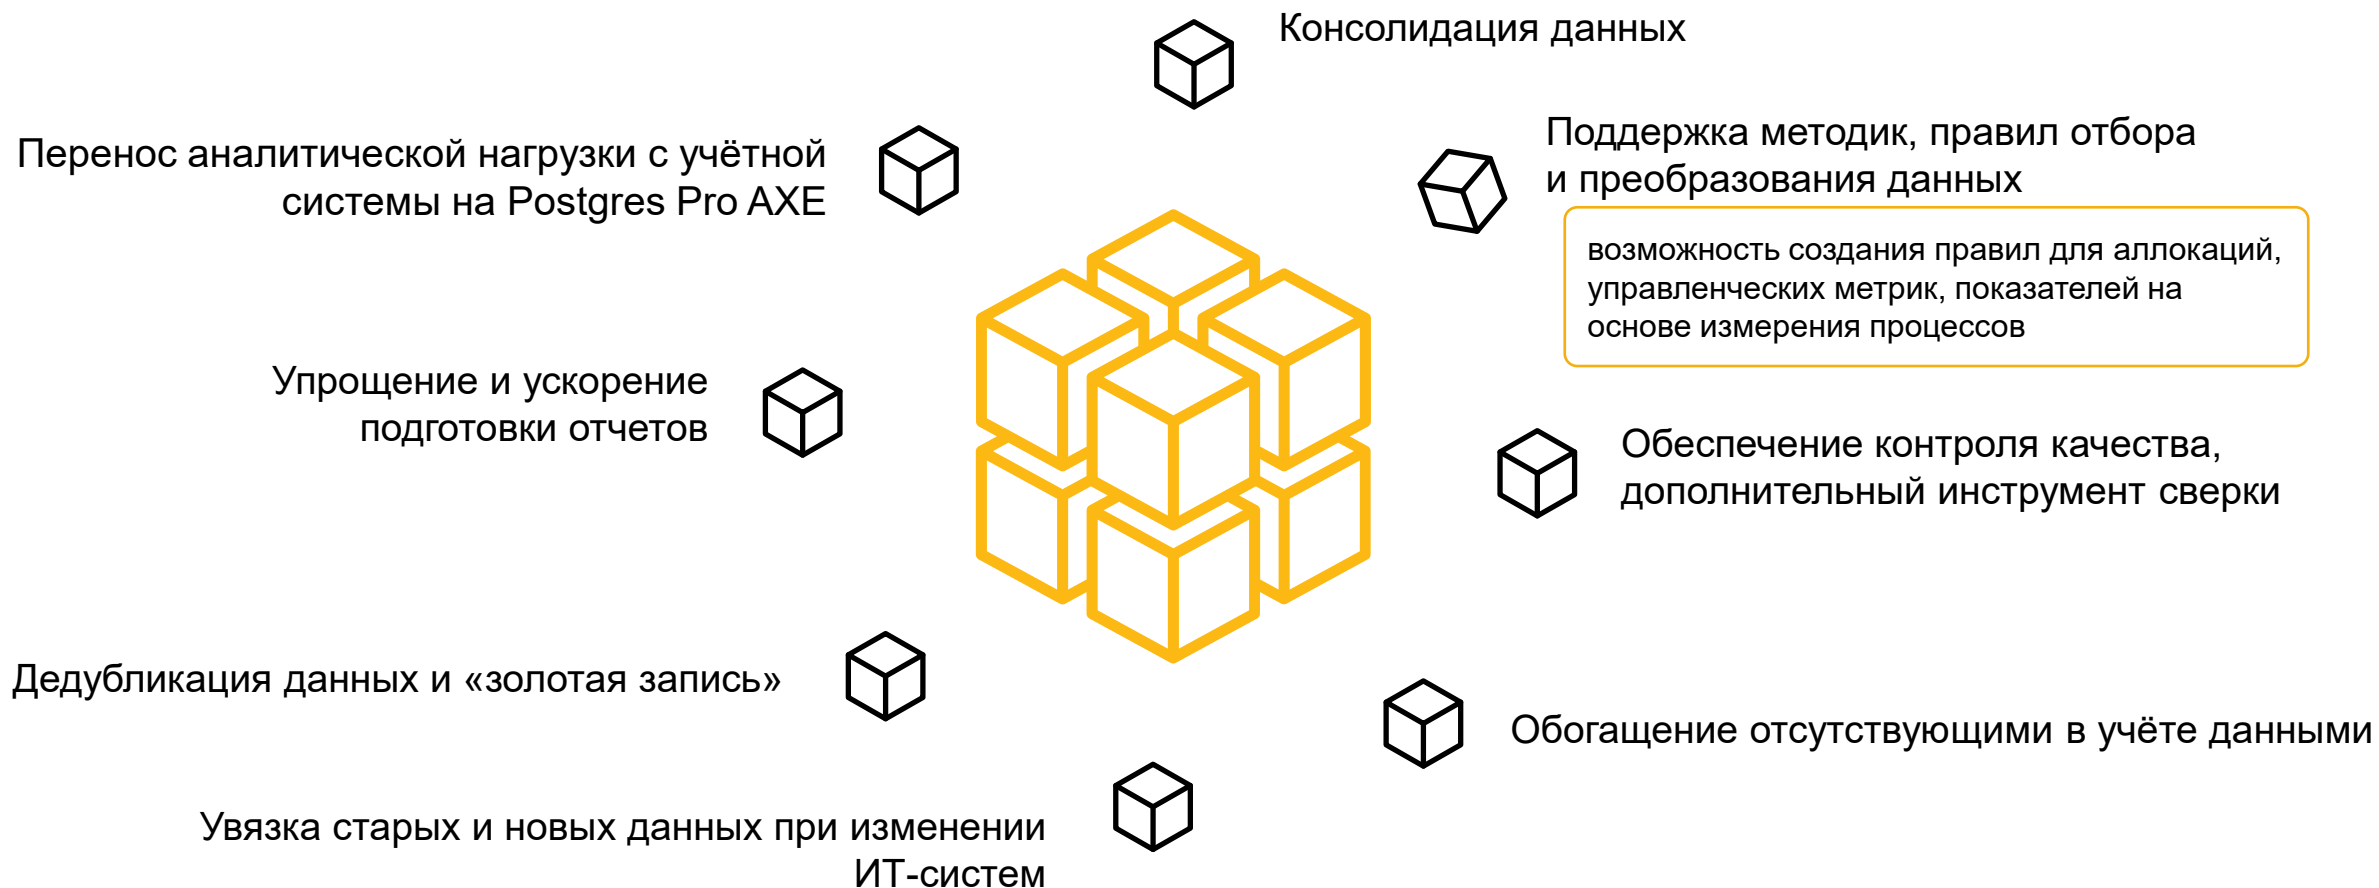 Консолидация данных
Поддержка методик, правил отбора
и преобразования данных
возможность создания правил для аллокаций,
управленческих метрик, показателей на
основе измерения процессов
Обеспечение контроля качества,
дополнительный инструмент сверки
Обогащение отсутствующими в учёте данными
Увязка старых и новых данных при изменении
ИТ-систем
Дедубликация данных и «золотая запись»
Упрощение и ускорение
подготовки отчетов
Перенос аналитической нагрузки с учётной
системы на Postgres Pro AXE